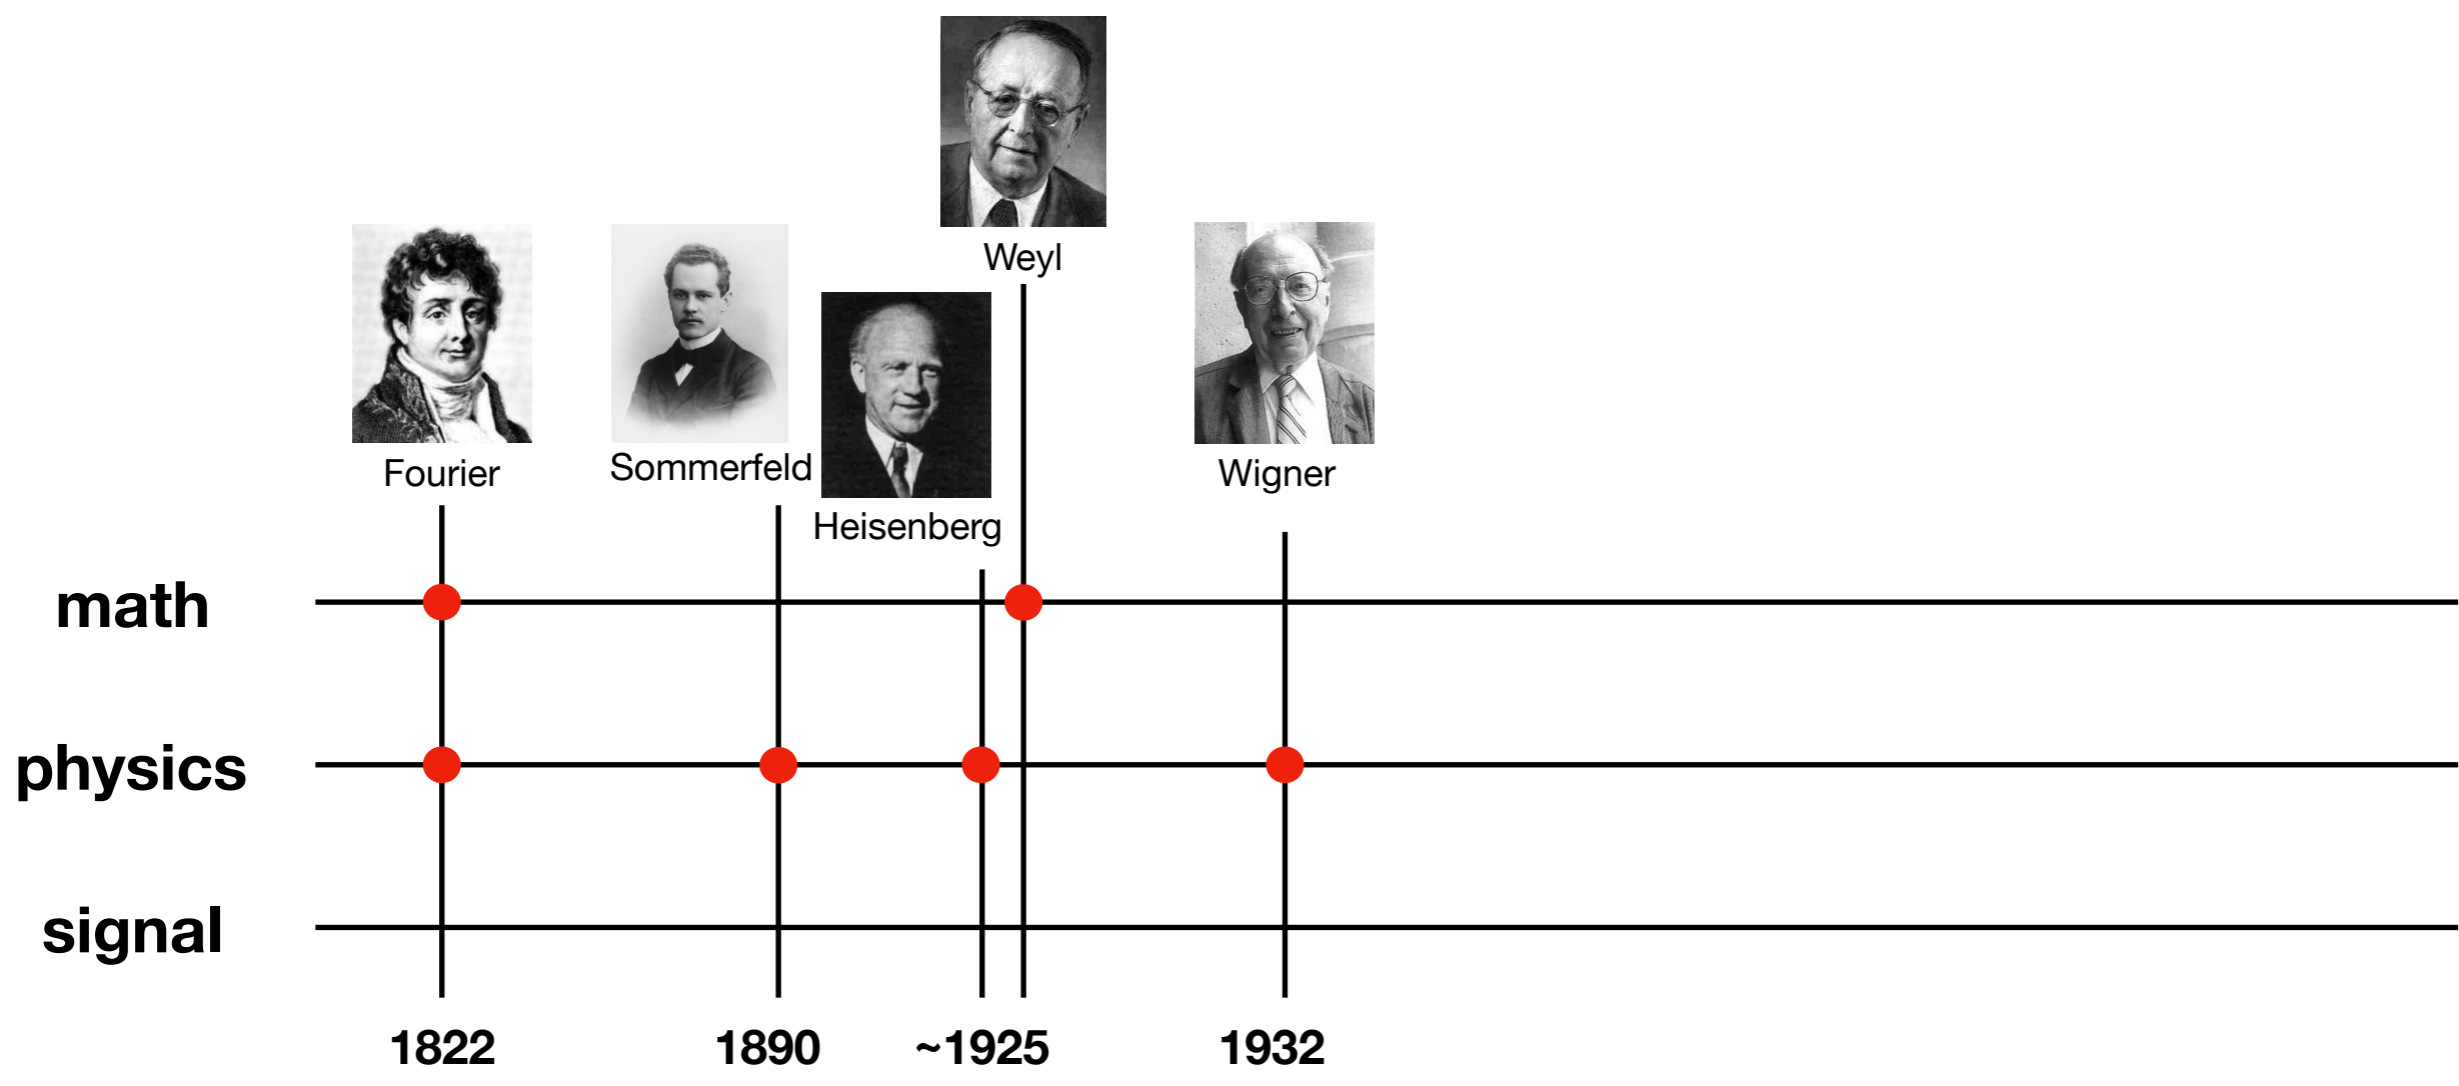 Weyl
Fourier
Sommerfeld
Wigner
Heisenberg
math
physics
signal
1822
1890
~1925
1932